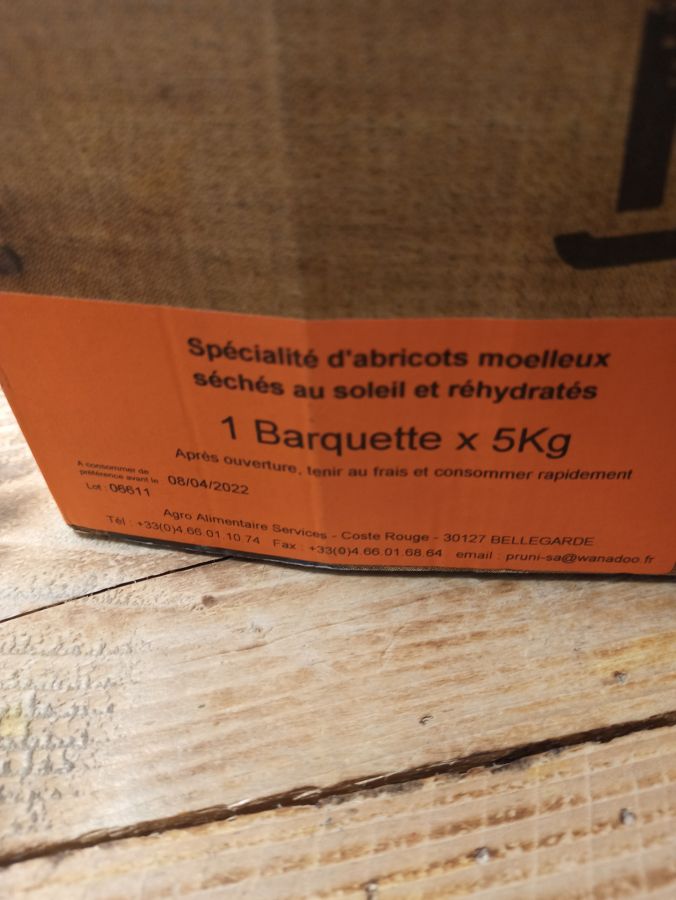 Spécialité d'abricots moelleux
séchés au soleil et réhydratés
1 Barquette x 5Kg
Après ouverture, tenir au frais et consommer rapidement
A consommer de
préférence avant le 08/04/2022
Lot : 06611
Agro Alimentaire Services - Coste Rouge - 30127 BELLEGARDE
Tél : +33(0)4.66.01.10.74 Fax : +33(0)4.66.01.68.64 email : pruni-sa@wanadoo.fr